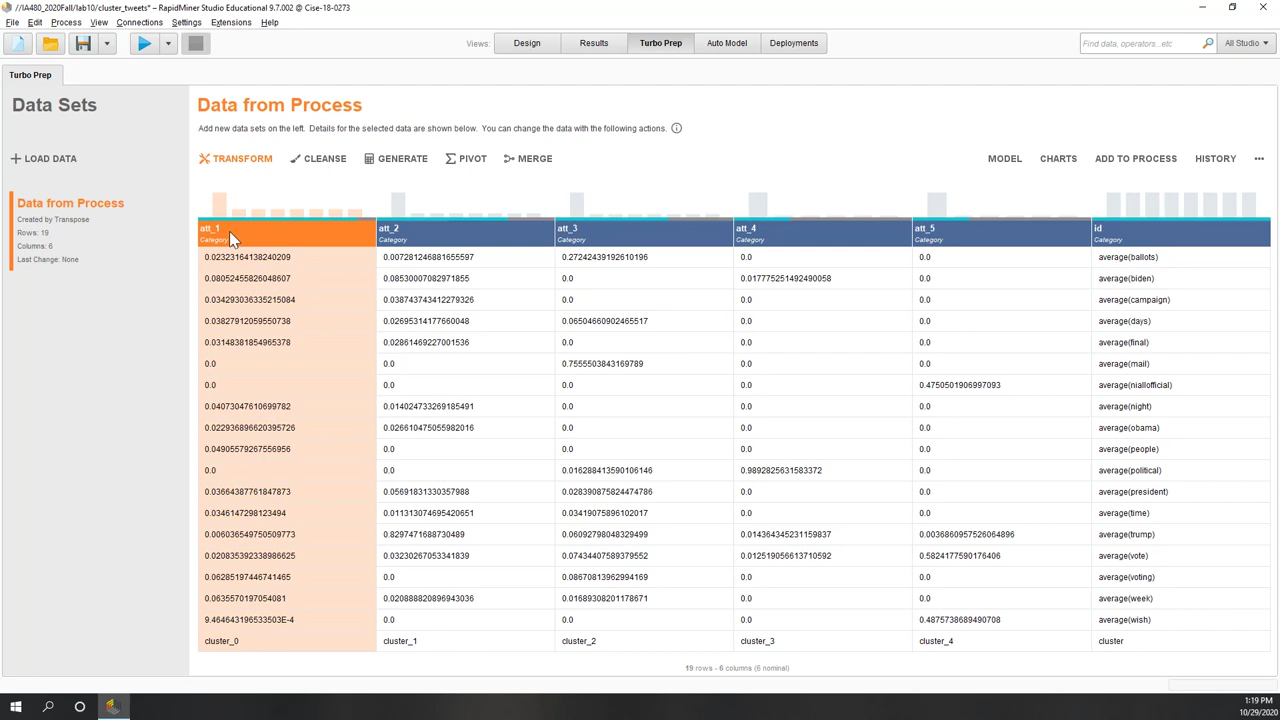 //IA480_2020Fall/lab10/cluster_tweets* – RapidMiner Studio Educational 9.7.002 @ Cise-18-0273
File Edit Process View Connections Settings Extensions Help
Views: Design Results Turbo Prep Auto Model Deployments Find data, operators...etc All Studio
Turbo Prep
Data Sets
LOAD DATA
Data from Process
Created by Transpose
Rows: 19
Columns: 6
Last Change: None
Data from Process
Add new data sets on the left. Details for the selected data are shown below. You can change the data with the following actions.
TRANSFORM CLEANSE GENERATE PIVOT MERGE MODEL CHARTS ADD TO PROCESS HISTORY
att_1 att_2 att_3 att_4 att_5 id
Category Category Category Category Category Category
0.02323164138240209 0.007281246881655597 0.27242439192610196 0.0 0.0 average(ballots)
0.08052455826048607 0.08530007082971855 0.0 0.017775251492490058 0.0 average(biden)
0.034293036335215084 0.038743743412279326 0.0 0.0 0.0 average(campaign)
0.03827912059550738 0.02695314177660048 0.06504660902465517 0.0 0.0 average(days)
0.03148381854965378 0.02861469227001536 0.0 0.0 0.0 average(final)
0.0 0.0 0.7555503843169789 0.0 0.0 average(mail)
0.0 0.0 0.0 0.0 0.4750501906997093 average(niallofficial)
0.04073047610699782 0.014024733269185491 0.0 0.0 0.0 average(night)
0.022936896620395726 0.026610475055982016 0.0 0.0 0.0 average(obama)
0.04905579267556956 0.0 0.0 0.0 0.0 average(people)
0.0 0.0 0.016288413590106146 0.9892825631583372 0.0 average(political)
0.03664387761847873 0.05691831330357988 0.028390875824474786 0.0 0.0 average(president)
0.0346147298123494 0.011313074695420651 0.03419075896102017 0.0 0.0 average(time)
0.006036549750509773 0.8297471688730489 0.06092798048329499 0.014364345231159837 0.0036860957526064896 average(trump)
0.020835392338986625 0.03230267053341839 0.07434407589379552 0.012519056613710592 0.5824177590176406 average(vote)
0.06285197446741465 0.0 0.08670813962994169 0.0 0.0 average(voting)
0.0635570197054081 0.020888820896943036 0.01689308201178671 0.0 0.0 average(week)
9.464643196533503E-4 0.0 0.0 0.0 0.4875738689490708 average(wish)
cluster_0 cluster_1 cluster_2 cluster_3 cluster_4 cluster
19 rows - 6 columns (6 nominal)
1:19 PM
10/29/2020